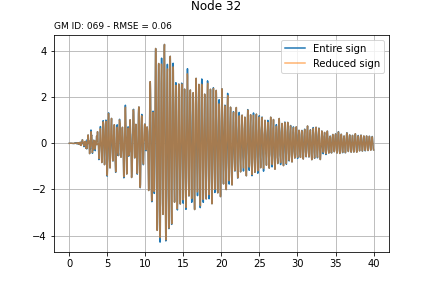 Node 32
GM ID: 069 - RMSE = 0.06
Entire sign
Reduced sign
4
2
0
−2
−4
0 5 10 15 20 25 30 35 40